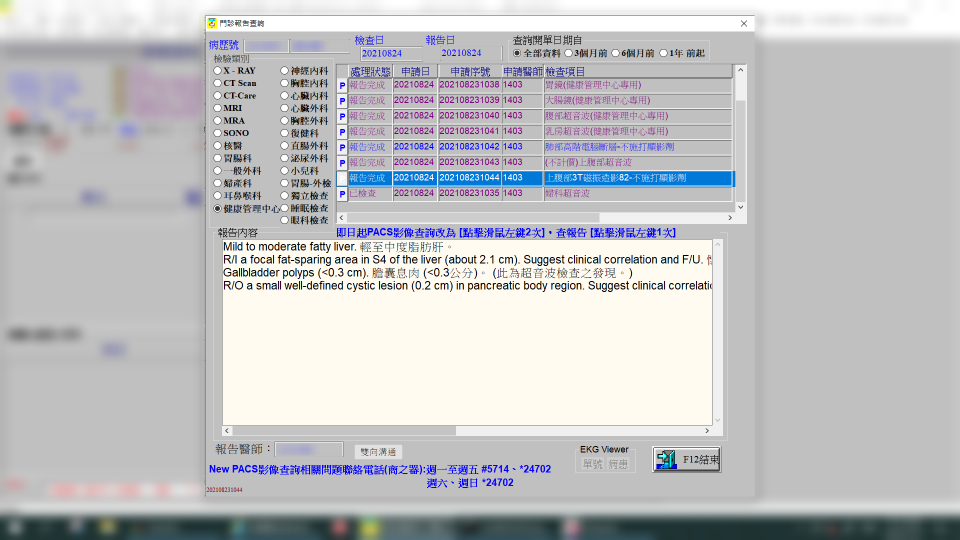 門診報告查詢
病歷號
檢查日
報告日
20210824
20210824
查詢開單日期自
全部資料 3個月前 6個月前 1年 前起
檢驗類別
X - RAY
CT Scan
CT-Care
MRI
MRA
SONO
核醫
胃腸科
一般外科
婦產科
耳鼻喉科
健康管理中心
神經內科
胸腔內科
心臟內科
心臟外科
胸腔外科
復健科
直腸外科
泌尿外科
小兒科
胃腸-外檢
獨立檢查
睡眠檢查
眼科檢查
處理狀態 申請日 申請序號 申請醫師 檢查項目
P 報告完成 20210824 202108231038 1403 胃鏡(健康管理中心專用)
P 報告完成 20210824 202108231039 1403 大腸鏡(健康管理中心專用)
P 報告完成 20210824 202108231040 1403 腹部超音波(健康管理中心專用)
P 報告完成 20210824 202108231041 1403 乳房超音波(健康管理中心專用)
P 報告完成 20210824 202108231042 1403 肺部高階電腦斷層-不施打顯影劑
P 報告完成 20210824 202108231043 1403 (不計價)上腹部超音波
報告完成 20210824 202108231044 1403 上腹部3T磁振造影82-不施打顯影劑
P 已檢查 20210824 202108231035 1403 婦科超音波
報告內容
即日起PACS影像查詢改為 [點擊滑鼠左鍵2次]。查報告 [點擊滑鼠左鍵1次]
Mild to moderate fatty liver. 輕至中度脂肪肝。
R/I a focal fat-sparing area in S4 of the liver (about 2.1 cm). Suggest clinical correlation and F/U.
Gallbladder polyps (<0.3 cm). 膽囊息肉 (<0.3公分)。 (此為超音波檢查之發現。)
R/O a small well-defined cystic lesion (0.2 cm) in pancreatic body region. Suggest clinical correlatio
報告醫師：
雙向溝通
EKG Viewer
單號 病患
F12結束
New PACS影像查詢相關問題聯絡電話(商之器):週一至週五 #5714、*24702
週六、週日 *24702
202108231044